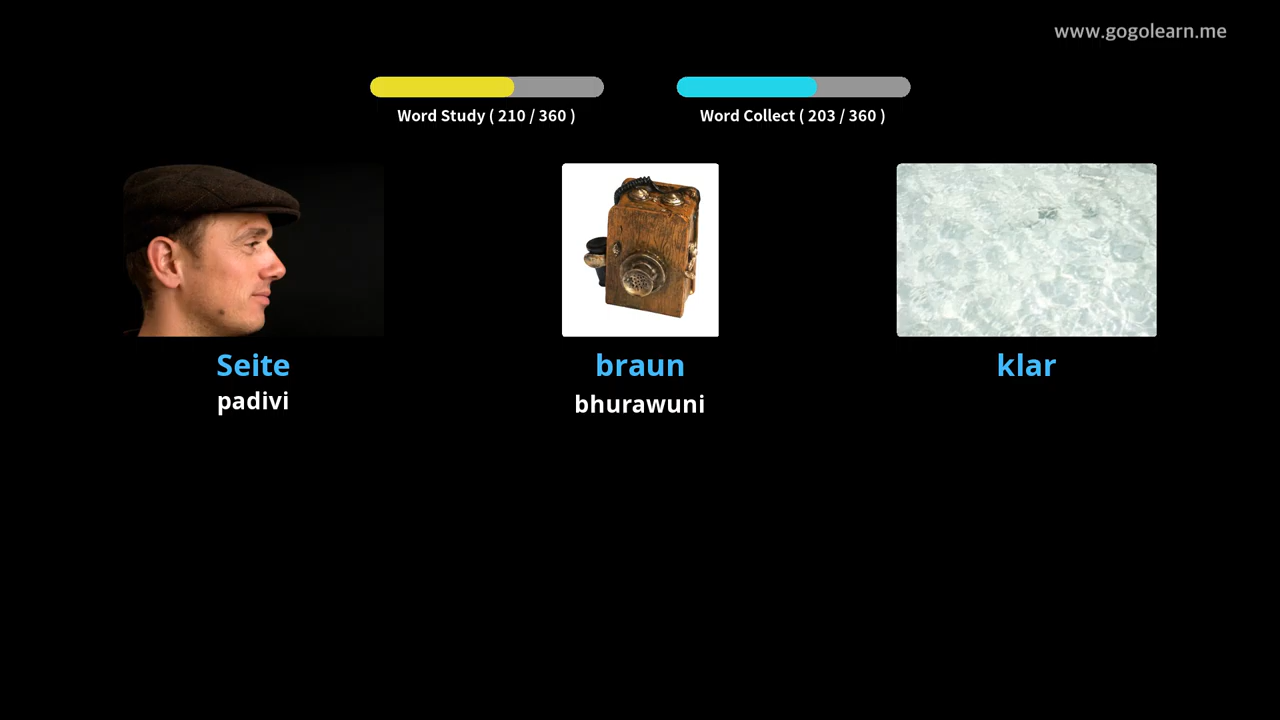 www.gogolearn.me
Word Study ( 210 / 360 )
Word Collect ( 203 / 360 )
Seite
braun
klar
padivi
bhurawuni